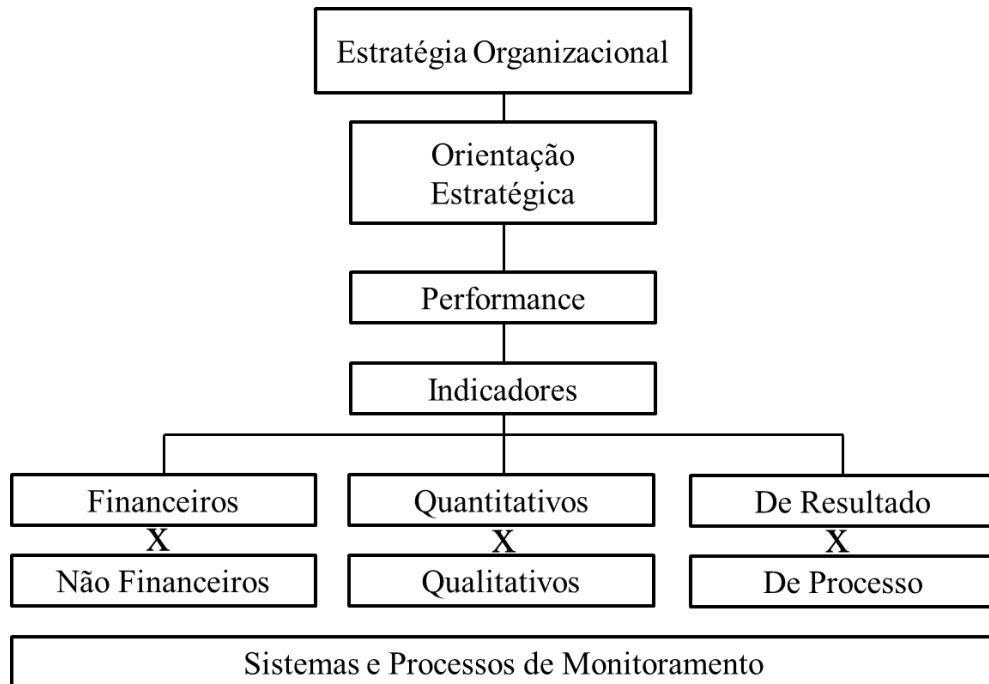 Estratégia Organizacional
Orientação
Estratégica
Performance
Indicadores
Financeiros
X
Não Financeiros
Quantitativos
X
Qualitativos
De Resultado
X
De Processo
Sistemas e Processos de Monitoramento